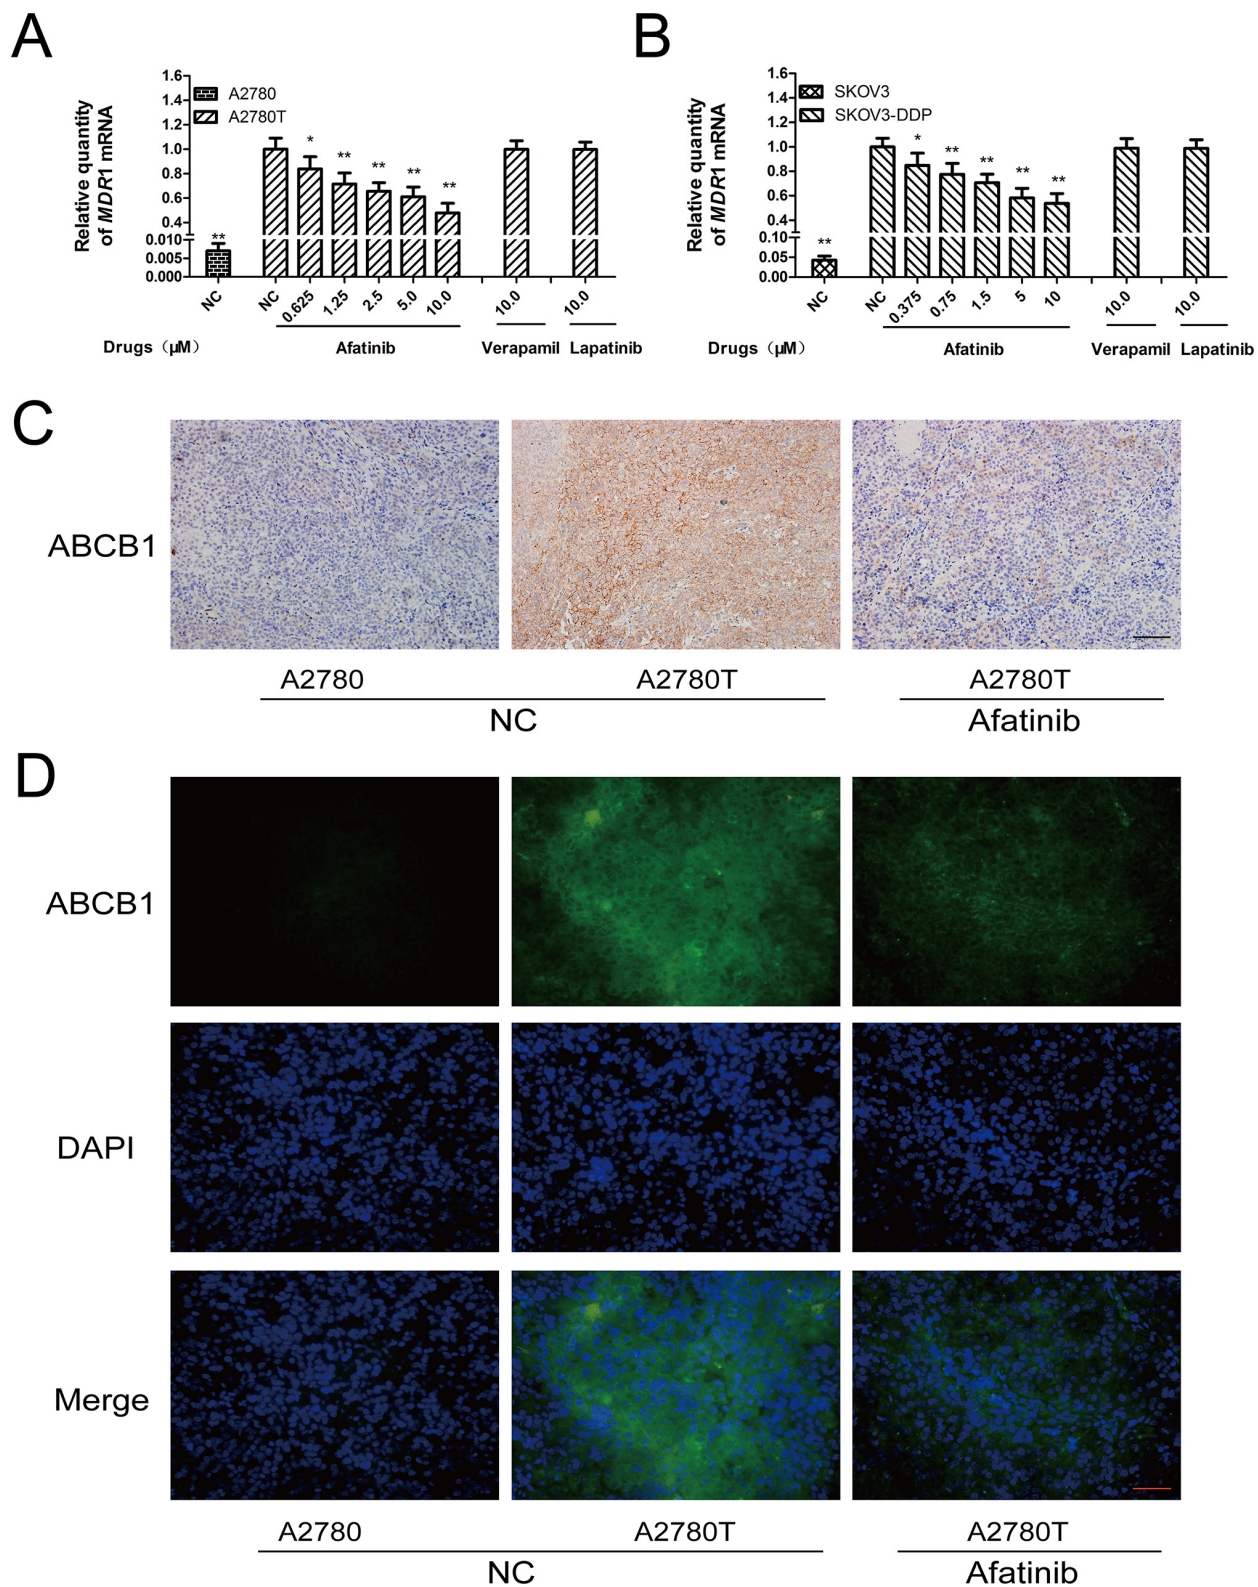 A
Relative quantity
of MDR1 mRNA
1.6
1.4
1.2
1.0
0.8
0.6
0.4
0.010
0.005
0.000
A2780
A2780T
**
*
**
**
**
**
NC
NC
0.625
1.25
2.5
5.0
10.0
10.0
10.0
Drugs（μM）
Afatinib
Verapamil
Lapatinib
B
Relative quantity
of MDR1 mRNA
1.6
1.4
1.2
1.0
0.8
0.6
0.4
0.10
0.05
0.00
SKOV3
SKOV3-DDP
**
*
**
**
**
**
NC
NC
0.375
0.75
1.5
5
10
10.0
10.0
Drugs（μM）
Afatinib
Verapamil
Lapatinib
C
ABCB1
A2780
A2780T
A2780T
NC
Afatinib
D
ABCB1
DAPI
Merge
A2780
A2780T
A2780T
NC
Afatinib